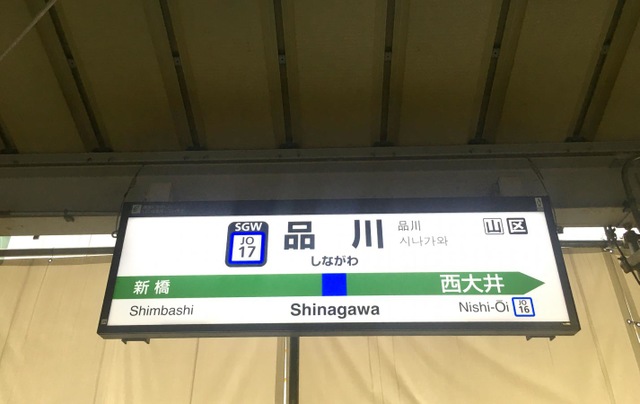 SGW
JO
17
品川
しながわ
品川
시나가와
山 区
新橋
西大井
Shimbashi
Shinagawa
Nishi-Ōi
JO
16